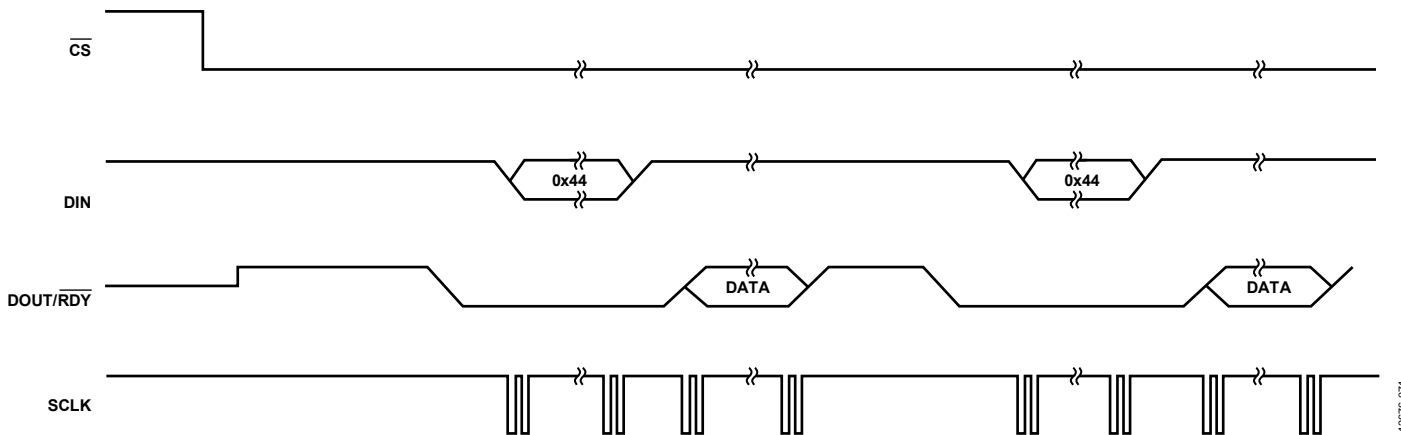 CS
DIN
0x44
0x44
DOUT/RDY
DATA
DATA
SCLK